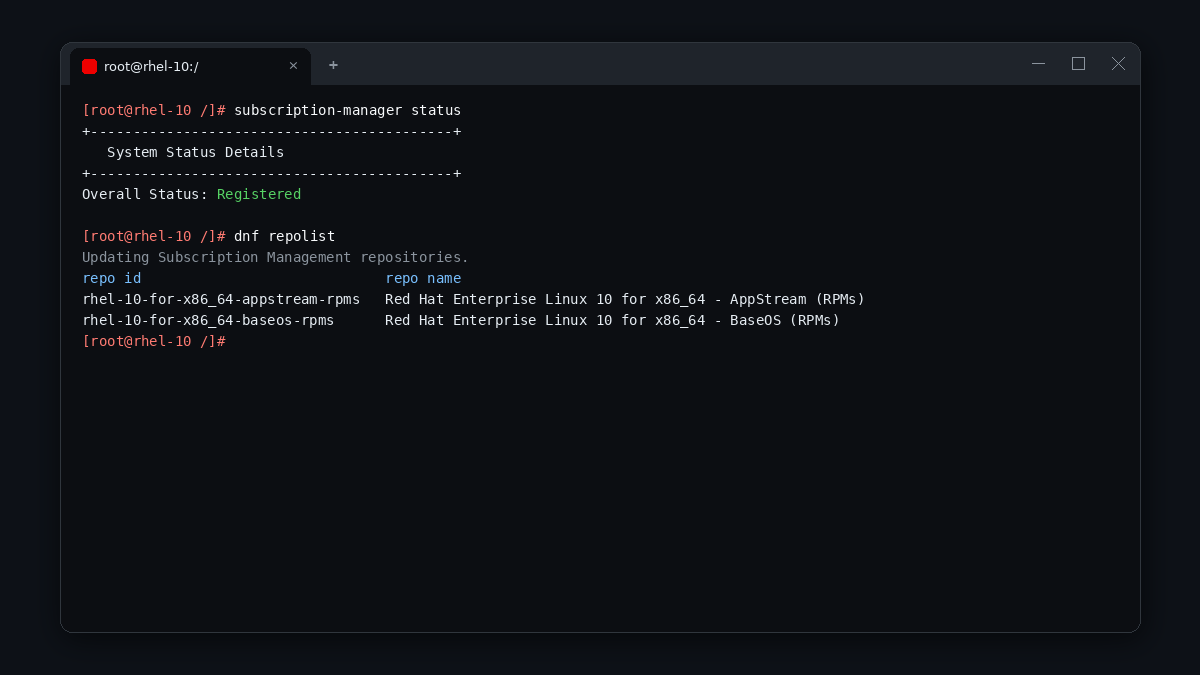 root@rhel-10:/
[root@rhel-10 /]# subscription-manager status
+-------------------------------------------+
   System Status Details
+-------------------------------------------+
Overall Status: Registered
[root@rhel-10 /]# dnf repolist
Updating Subscription Management repositories.
repo id                             repo name
rhel-10-for-x86_64-appstream-rpms   Red Hat Enterprise Linux 10 for x86_64 - AppStream (RPMs)
rhel-10-for-x86_64-baseos-rpms      Red Hat Enterprise Linux 10 for x86_64 - BaseOS (RPMs)
[root@rhel-10 /]#